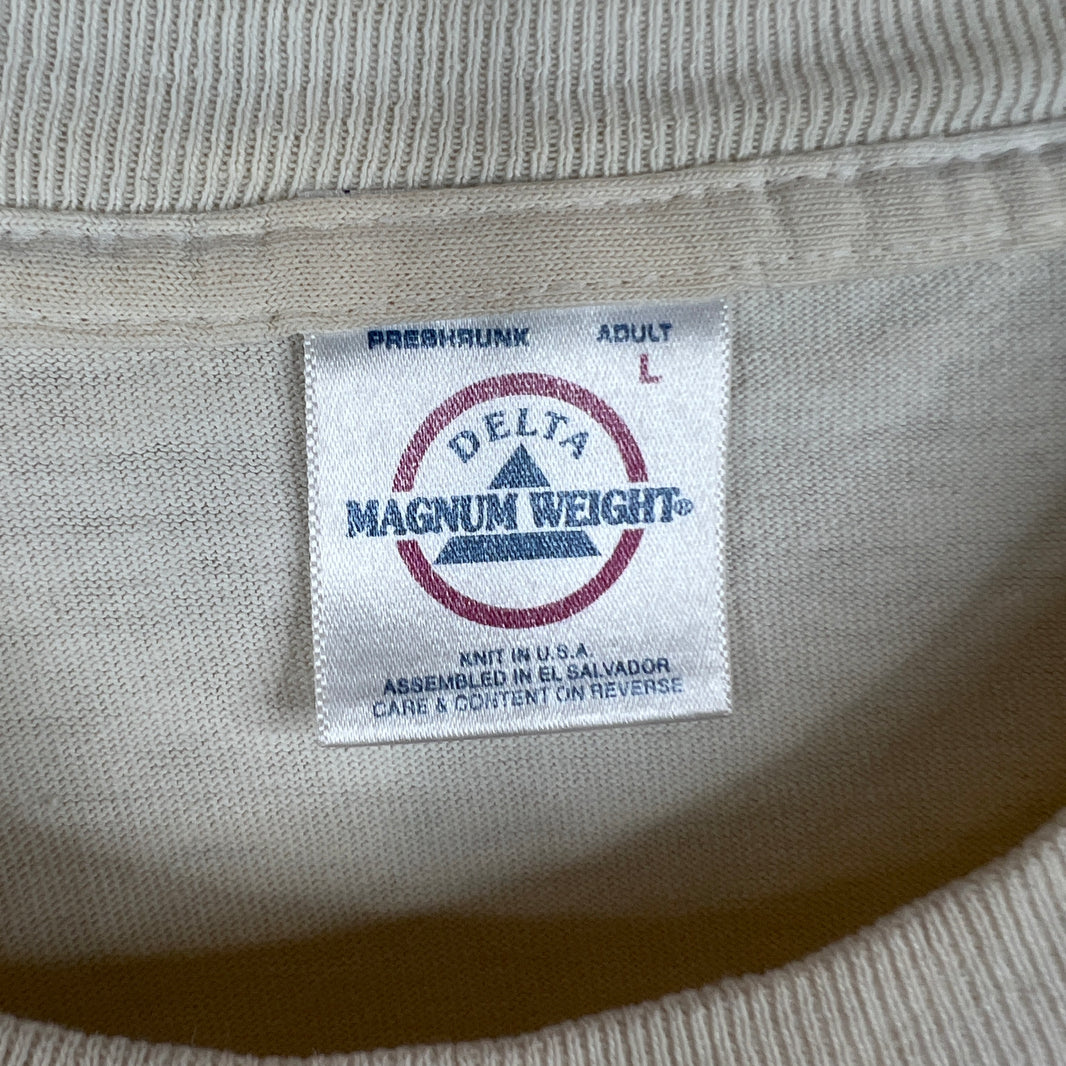 PRESHRUNK ADULT
L
DELTA
MAGNUM WEIGHT®
KNIT IN U.S.A.
ASSEMBLED IN EL SALVADOR
CARE & CONTENT ON REVERSE